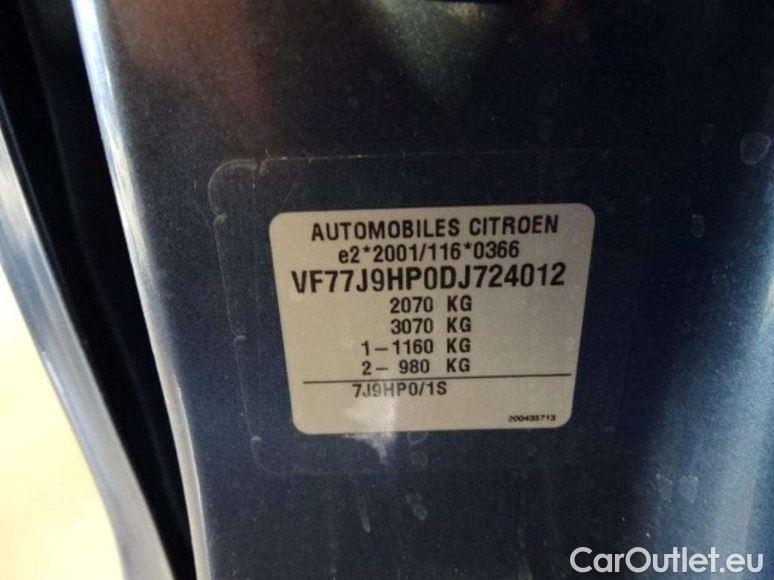 AUTOMOBILES CITROEN
e2*2001/116*0366
VF77J9HP0DJ724012
2070 KG
3070 KG
1-1160 KG
2- 980 KG
7J9HP0/1S
200435713
CarOutlet.eu